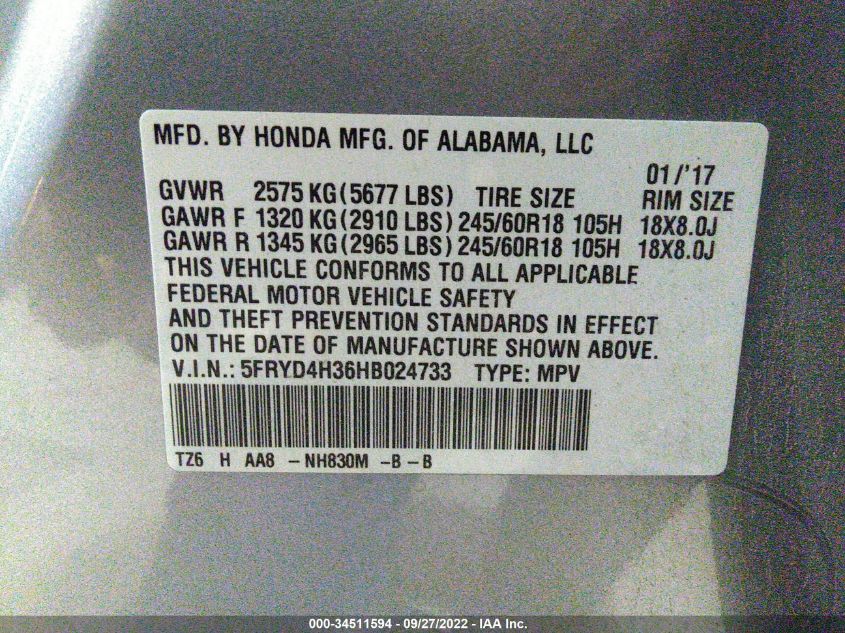 MFD. BY HONDA MFG. OF ALABAMA, LLC
01/'17
GVWR 2575 KG (5677 LBS) TIRE SIZE RIM SIZE
GAWR F 1320 KG (2910 LBS) 245/60R18 105H 18X8.0J
GAWR R 1345 KG (2965 LBS) 245/60R18 105H 18X8.0J
THIS VEHICLE CONFORMS TO ALL APPLICABLE
FEDERAL MOTOR VEHICLE SAFETY
AND THEFT PREVENTION STANDARDS IN EFFECT
ON THE DATE OF MANUFACTURE SHOWN ABOVE.
V.I.N.: 5FRYD4H36HB024733 TYPE: MPV
TZ6 H AA8 -NH830M -B-B
000-34511594 - 09/27/2022 - IAA Inc.